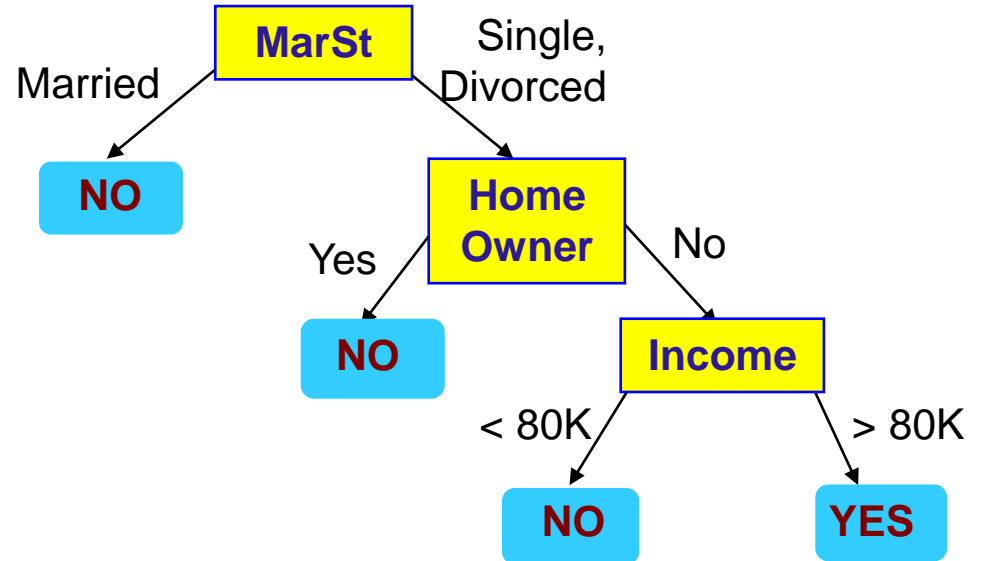 MarSt
Single,
Divorced
Married
NO
Home
Owner
Yes
No
NO
Income
< 80K
> 80K
NO
YES